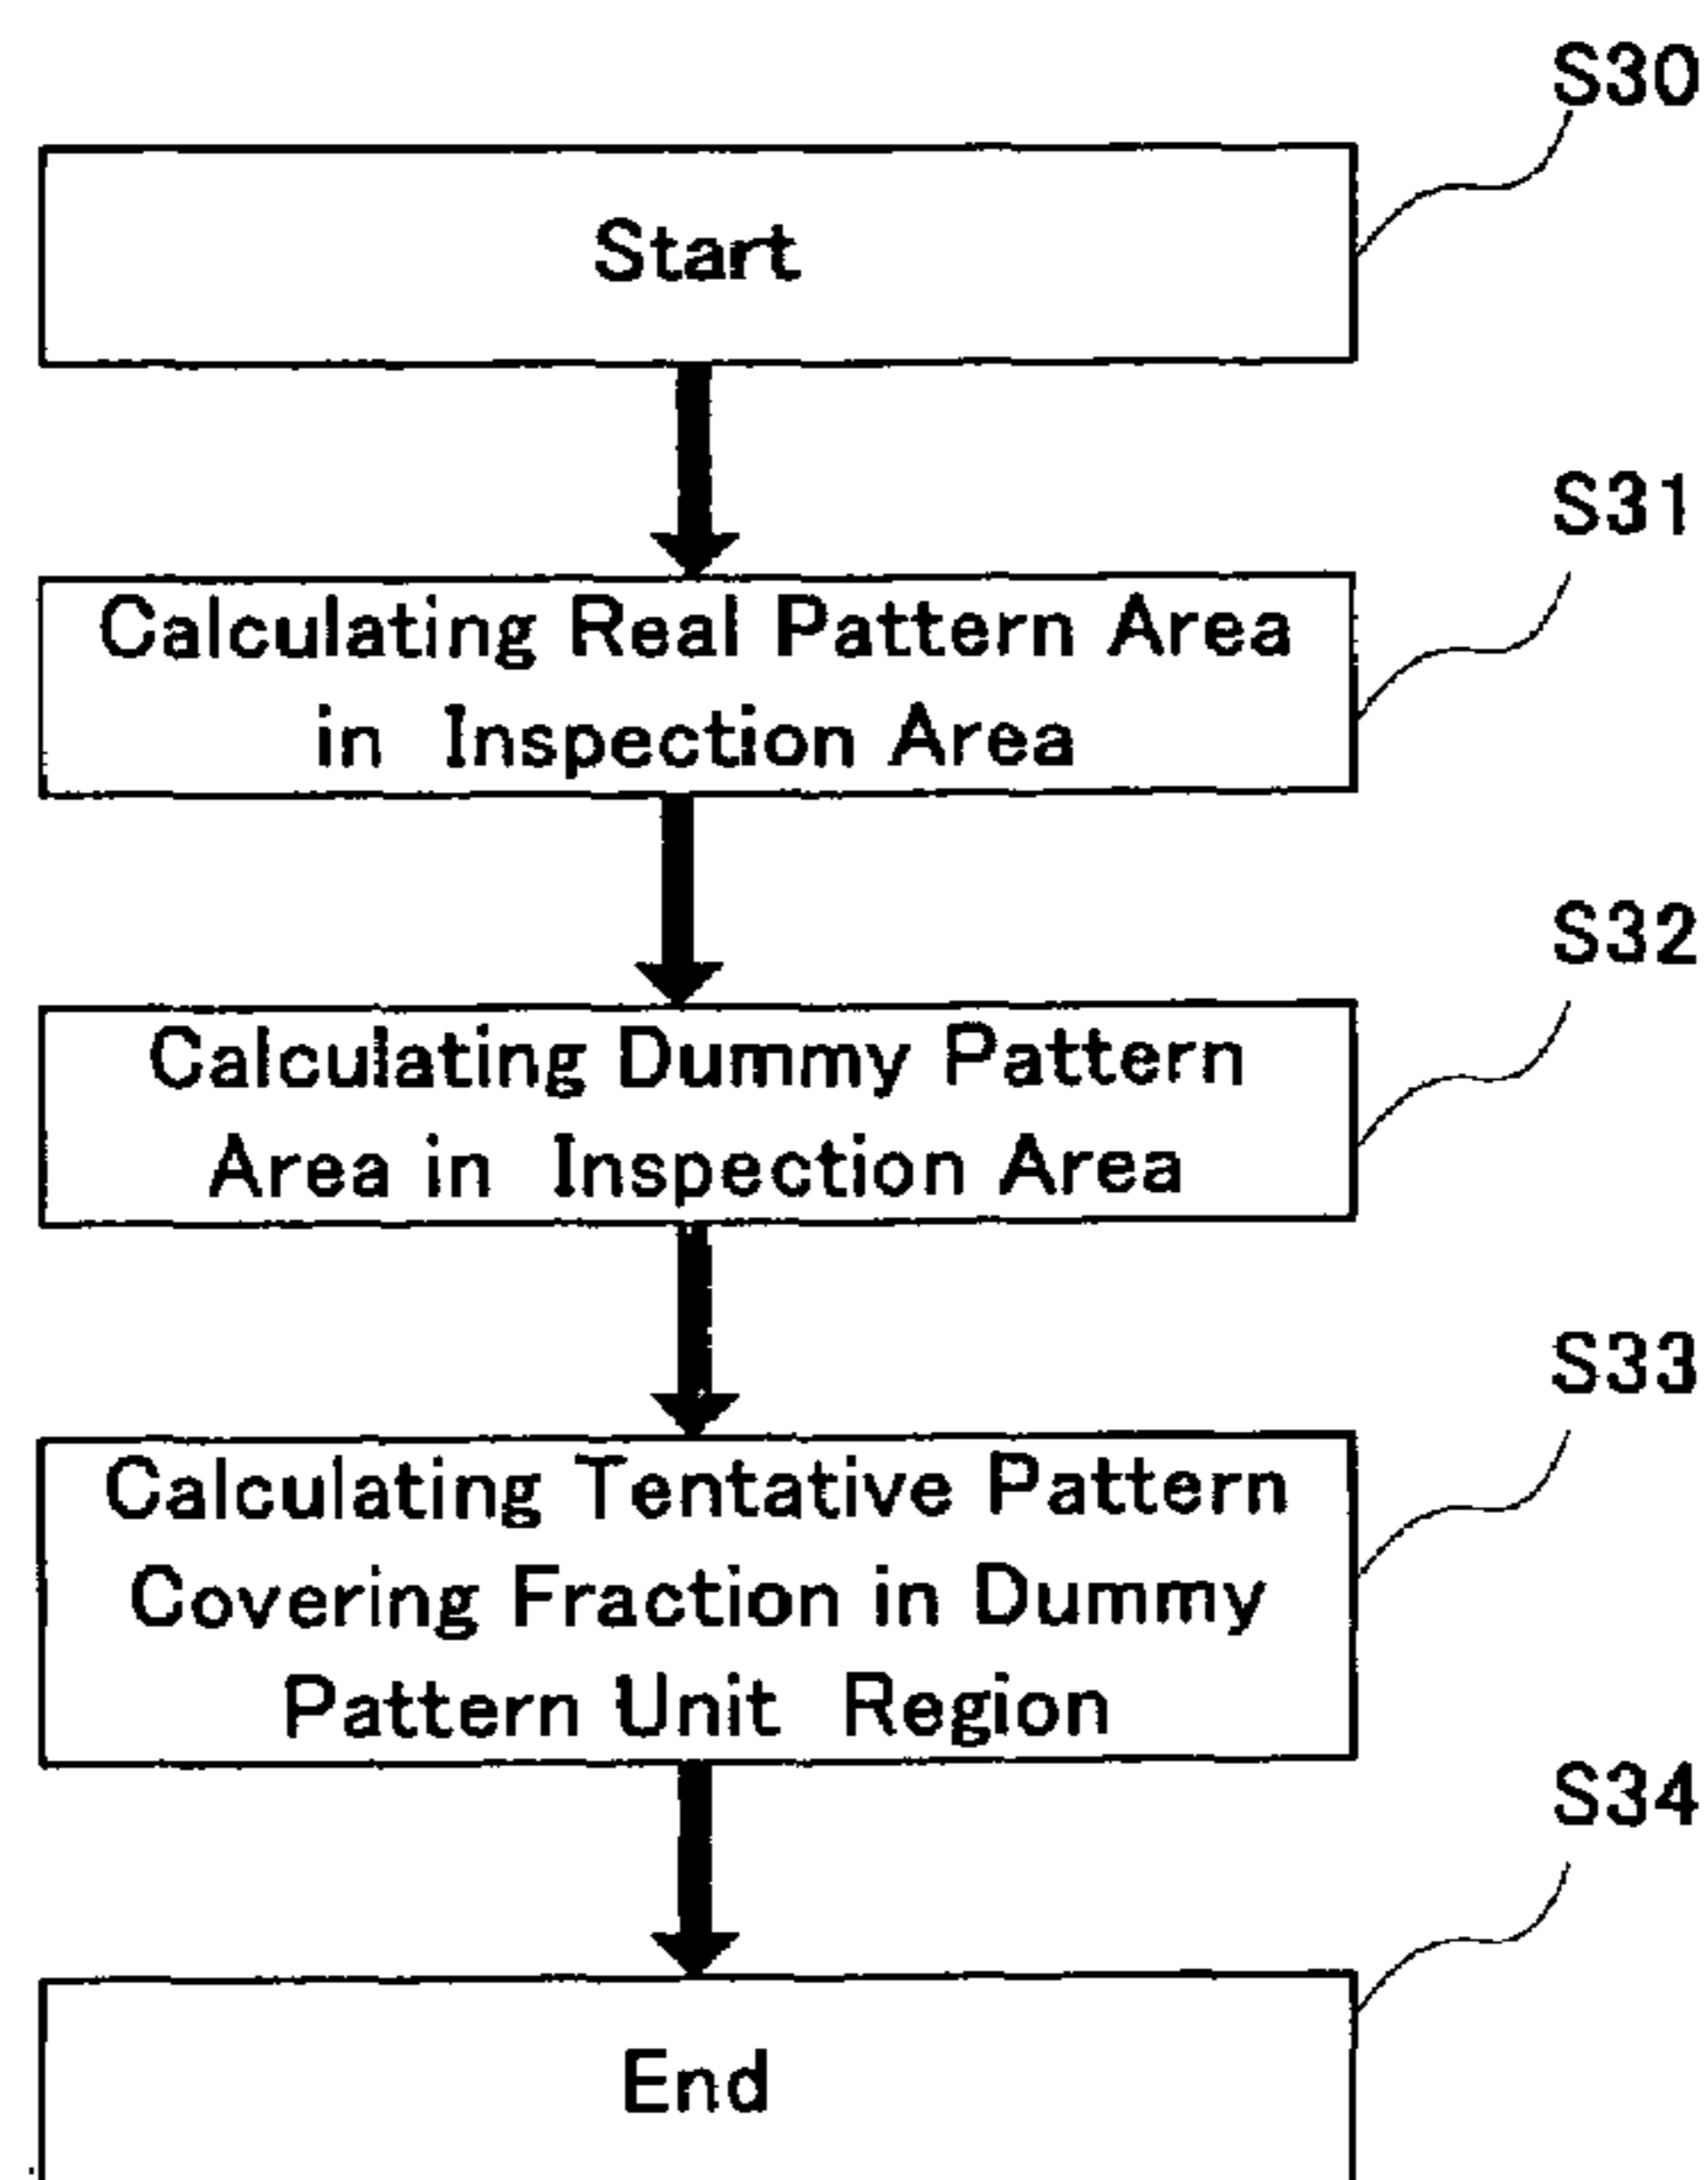 S30
Start
S31
Calculating Real Pattern Area
in Inspection Area
S32
Calculating Dummy Pattern
Area in Inspection Area
S33
Calculating Tentative Pattern
Covering Fraction in Dummy
Pattern Unit Region
S34
End